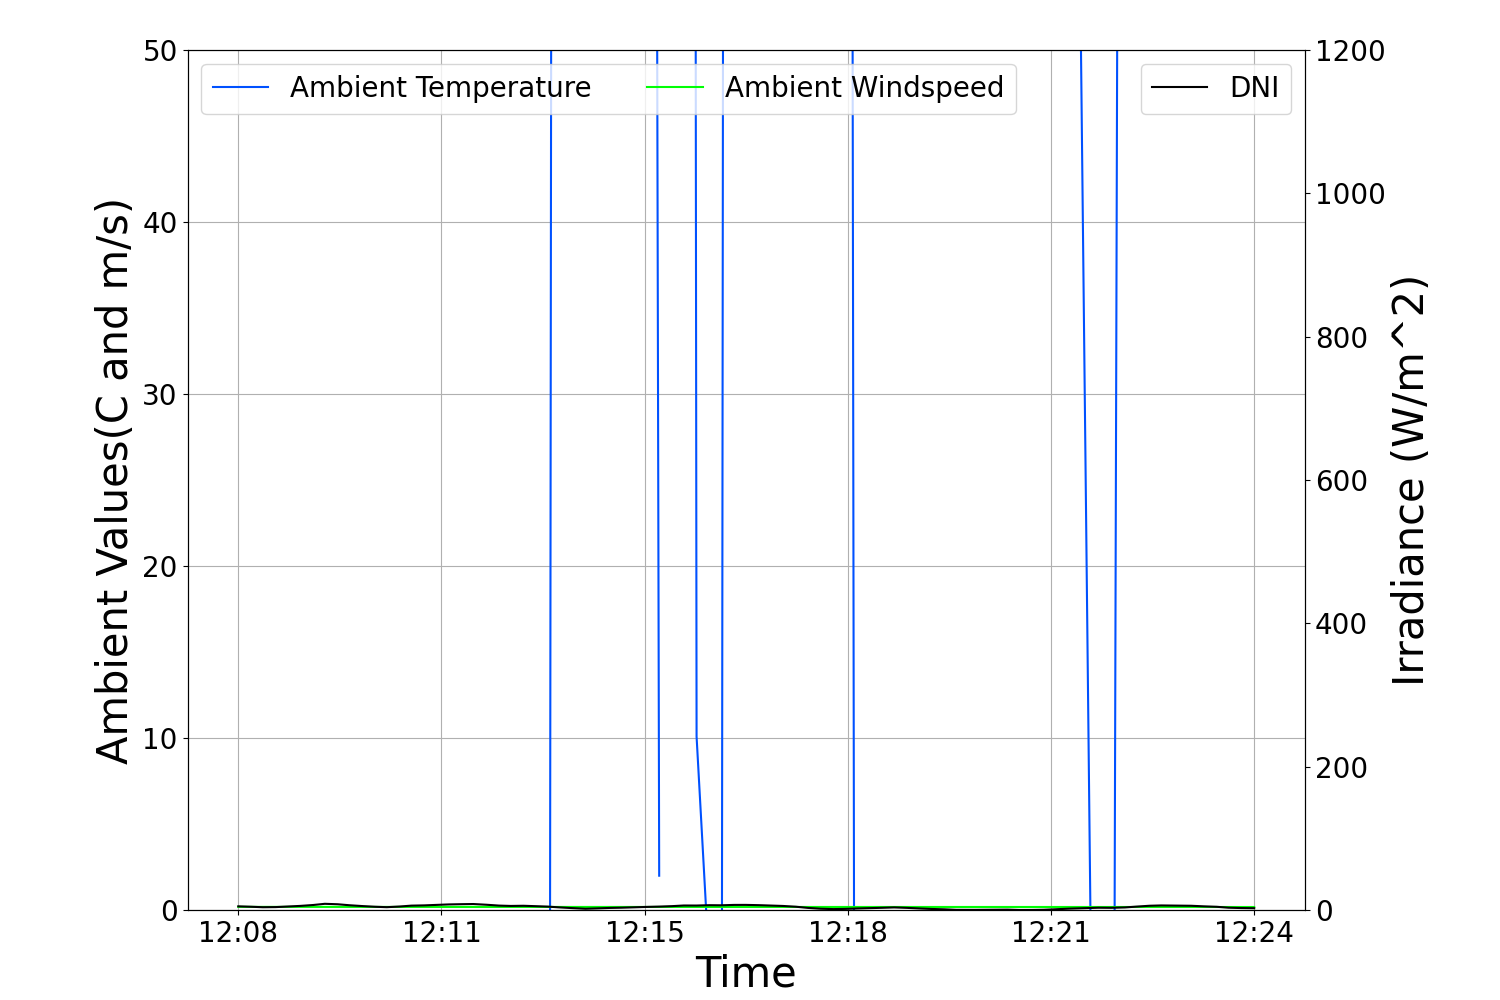 50
40
30
20
10
0
Ambient Values(C and m/s)
Ambient Temperature
Ambient Windspeed
DNI
1200
1000
800
600
400
200
0
Irradiance (W/m^2)
12:08 12:11 12:15 12:18 12:21 12:24
Time